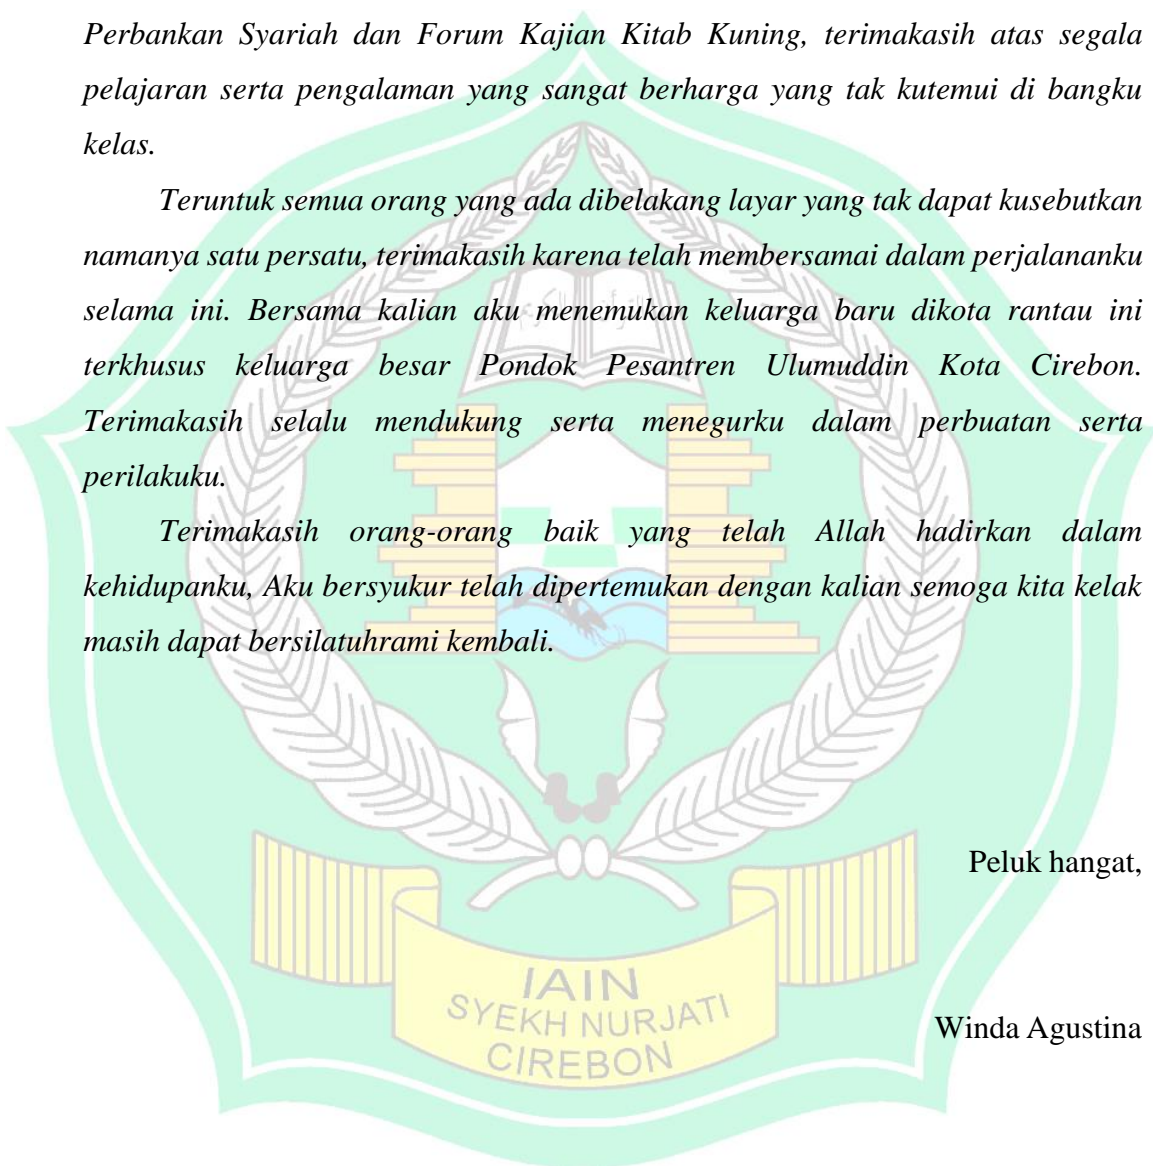 Perbankan Syariah dan Forum Kajian Kitab Kuning, terimakasih atas segala
pelajaran serta pengalaman yang sangat berharga yang tak kutemui di bangku
kelas.
Teruntuk semua orang yang ada dibelakang layar yang tak dapat kusebutkan
namanya satu persatu, terimakasih karena telah membersamai dalam perjalananku
selama ini. Bersama kalian aku menemukan keluarga baru dikota rantau ini
terkhusus keluarga besar Pondok Pesantren Ulumuddin Kota Cirebon.
Terimakasih selalu mendukung serta menegurku dalam perbuatan serta
perilakuku.
Terimakasih orang-orang baik yang telah Allah hadirkan dalam
kehidupanku, Aku bersyukur telah dipertemukan dengan kalian semoga kita kelak
masih dapat bersilatuhrami kembali.
Peluk hangat,
IAIN
SYEKH NURJATI
CIREBON
Winda Agustina